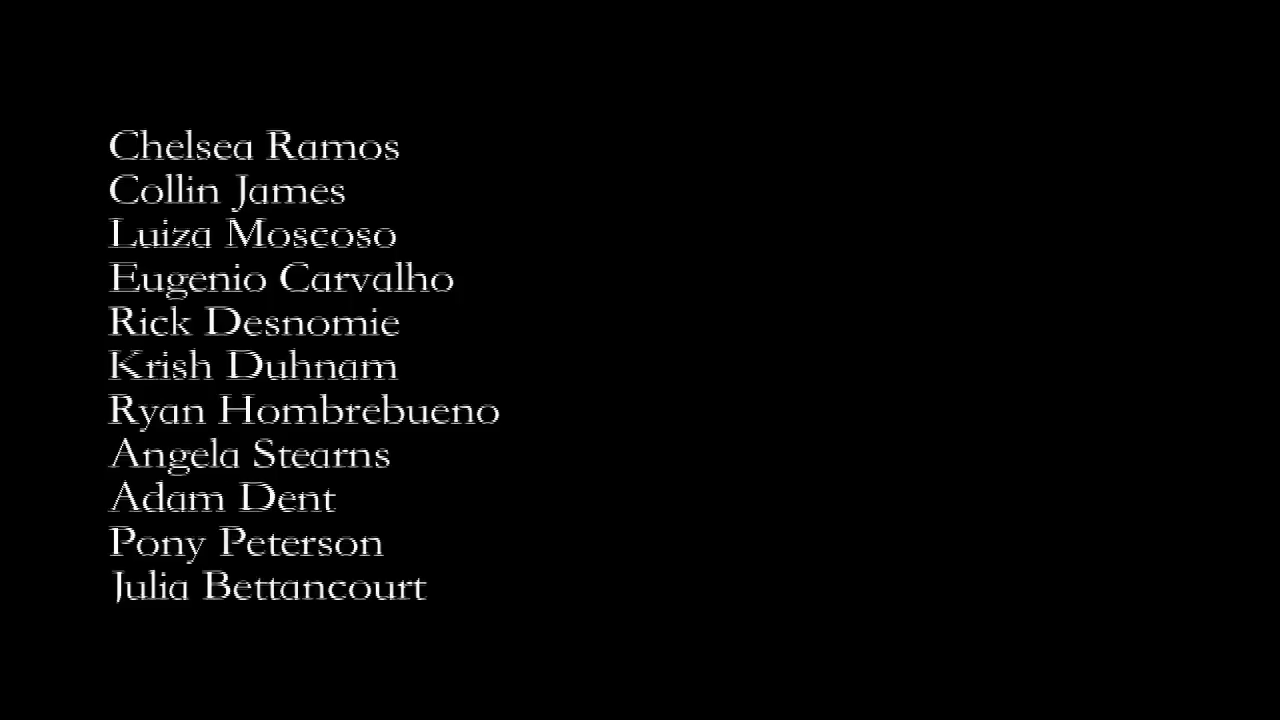 Chelsea Ramos
Collin James
Luiza Moscoso
Eugenio Carvalho
Rick Desnomie
Krish Duhnam
Ryan Hombrebueno
Angela Stearns
Adam Dent
Pony Peterson
Julia Bettancourt